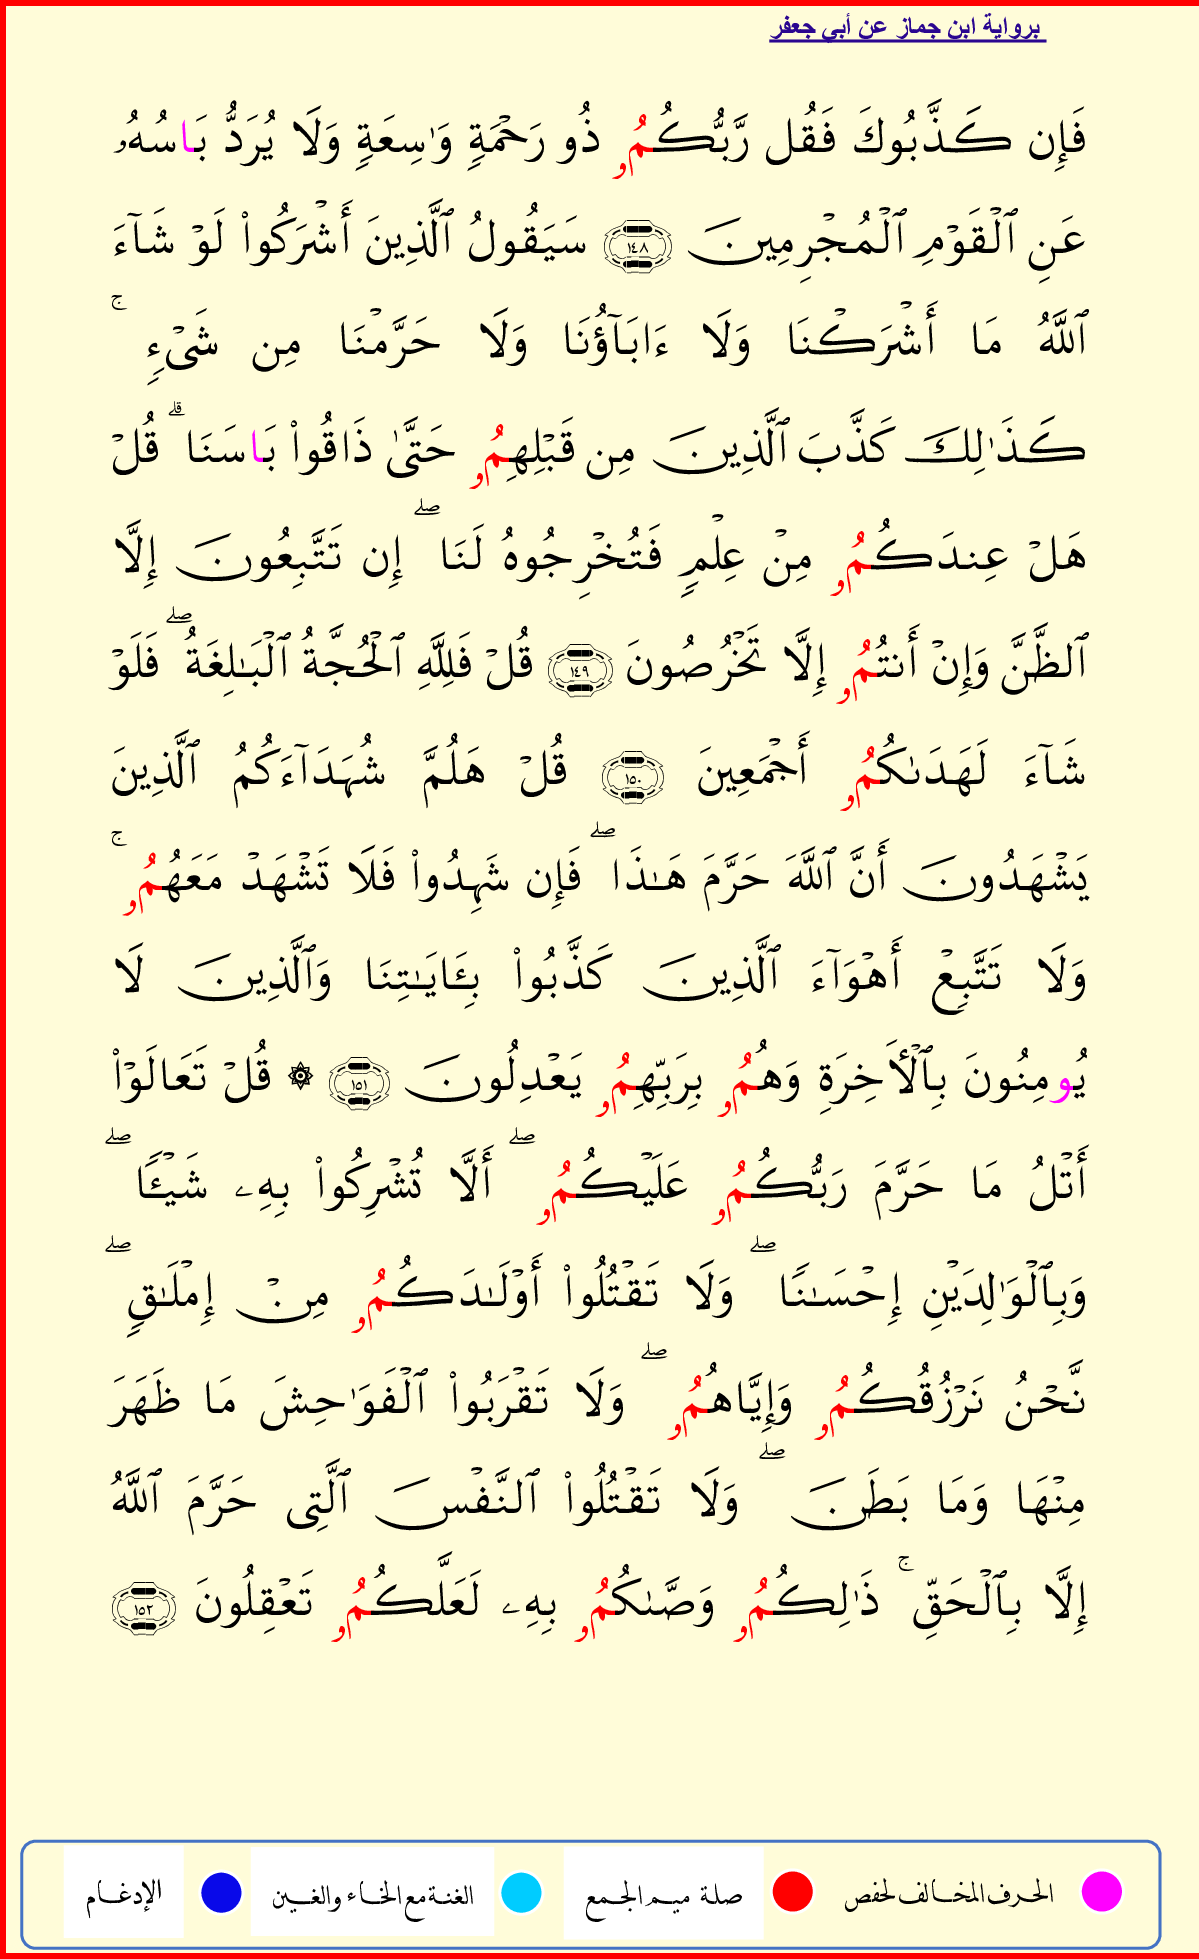 برواية ابن جماز عن أبي جعفر
فَإِن كَذَّبُوكَ فَقُل رَّبُّكُمُۥ ذُو رَحْمَةٍ وَٰسِعَةٍ وَلَا يُرَدُّ بَاسُهُۥ
عَنِ ٱلْقَوْمِ ٱلْمُجْرِمِينَ ١٤٨ سَيَقُولُ ٱلَّذِينَ أَشْرَكُوا۟ لَوْ شَآءَ
ٱللَّهُ مَا أَشْرَكْنَا وَلَا ءَابَآؤُنَا وَلَا حَرَّمْنَا مِن شَىْءٍۚ
كَذَٰلِكَ كَذَّبَ ٱلَّذِينَ مِن قَبْلِهِمُۥ حَتَّىٰ ذَاقُوا۟ بَاسَنَاۗ قُلْ
هَلْ عِندَكُمُۥ مِنْ عِلْمٍ فَتُخْرِجُوهُ لَنَاۖ إِن تَتَّبِعُونَ إِلَّا
ٱلظَّنَّ وَإِنْ أَنتُمُۥ إِلَّا تَخْرُصُونَ ١٤٩ قُلْ فَلِلَّهِ ٱلْحُجَّةُ ٱلْبَـٰلِغَةُۖ فَلَوْ
شَآءَ لَهَدَىٰكُمُۥ أَجْمَعِينَ ١٥٠ قُلْ هَلُمَّ شُهَدَآءَكُمُ ٱلَّذِينَ
يَشْهَدُونَ أَنَّ ٱللَّهَ حَرَّمَ هَـٰذَاۖ فَإِن شَهِدُوا۟ فَلَا تَشْهَدْ مَعَهُمُۥۚ
وَلَا تَتَّبِعْ أَهْوَآءَ ٱلَّذِينَ كَذَّبُوا۟ بِـَٔايَـٰتِنَا وَٱلَّذِينَ لَا
يُومِنُونَ بِٱلْأَخِرَةِ وَهُمُۥ بِرَبِّهِمُۥ يَعْدِلُونَ ١٥١ ۞ قُلْ تَعَالَوْا۟
أَتْلُ مَا حَرَّمَ رَبُّكُمُۥ عَلَيْكُمُۥۖ أَلَّا تُشْرِكُوا۟ بِهِۦ شَيْـًٔاۖ
وَبِٱلْوَٰلِدَيْنِ إِحْسَـٰنًاۖ وَلَا تَقْتُلُوا۟ أَوْلَـٰدَكُمُۥ مِنْ إِمْلَـٰقٍۖ
نَّحْنُ نَرْزُقُكُمُۥ وَإِيَّاهُمُۥۖ وَلَا تَقْرَبُوا۟ ٱلْفَوَٰحِشَ مَا ظَهَرَ
مِنْهَا وَمَا بَطَنَۖ وَلَا تَقْتُلُوا۟ ٱلنَّفْسَ ٱلَّتِى حَرَّمَ ٱللَّهُ
إِلَّا بِٱلْحَقِّۚ ذَٰلِكُمُۥ وَصَّىٰكُمُۥ بِهِۦ لَعَلَّكُمُۥ تَعْقِلُونَ ١٥٢
الحرف المخالف لحفص صلة ميم الجمع الغنة مع الخاء والغين الإدغام